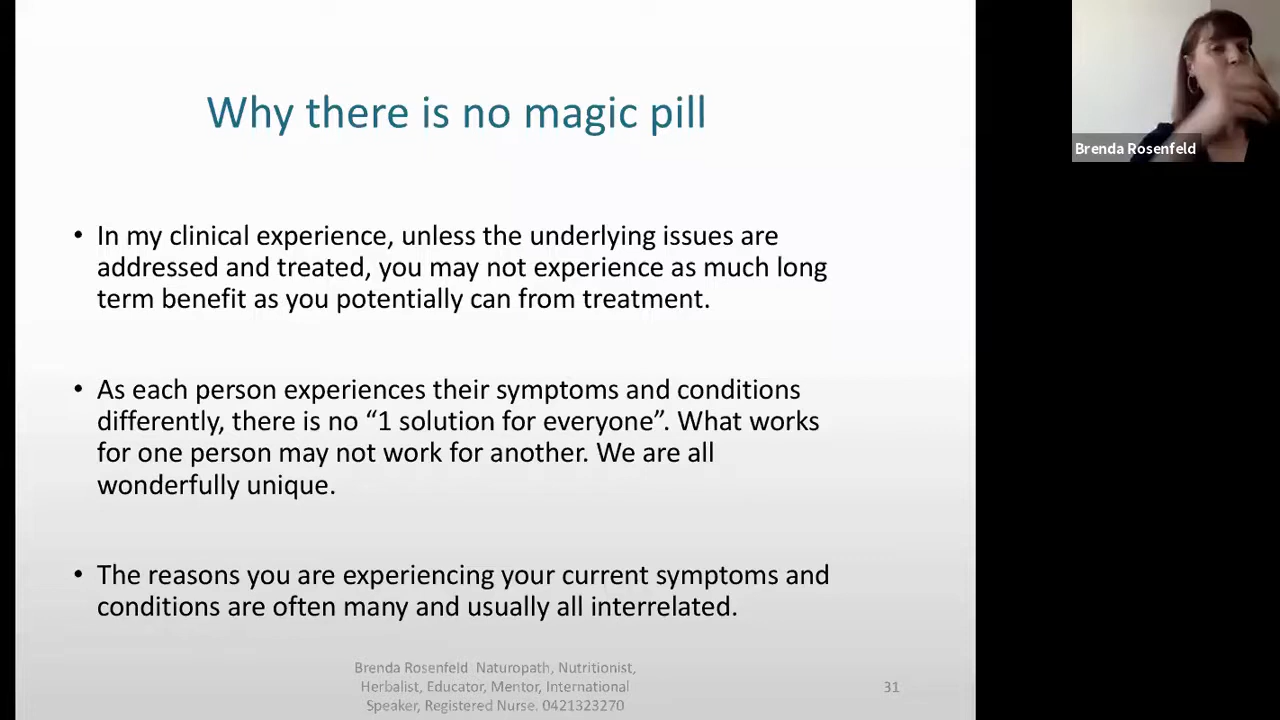 Why there is no magic pill
• In my clinical experience, unless the underlying issues are
addressed and treated, you may not experience as much long
term benefit as you potentially can from treatment.
• As each person experiences their symptoms and conditions
differently, there is no “1 solution for everyone”. What works
for one person may not work for another. We are all
wonderfully unique.
• The reasons you are experiencing your current symptoms and
conditions are often many and usually all interrelated.
Brenda Rosenfeld  Naturopath, Nutritionist,
Herbalist, Educator, Mentor, International
Speaker, Registered Nurse. 0421323270
31
Brenda Rosenfeld